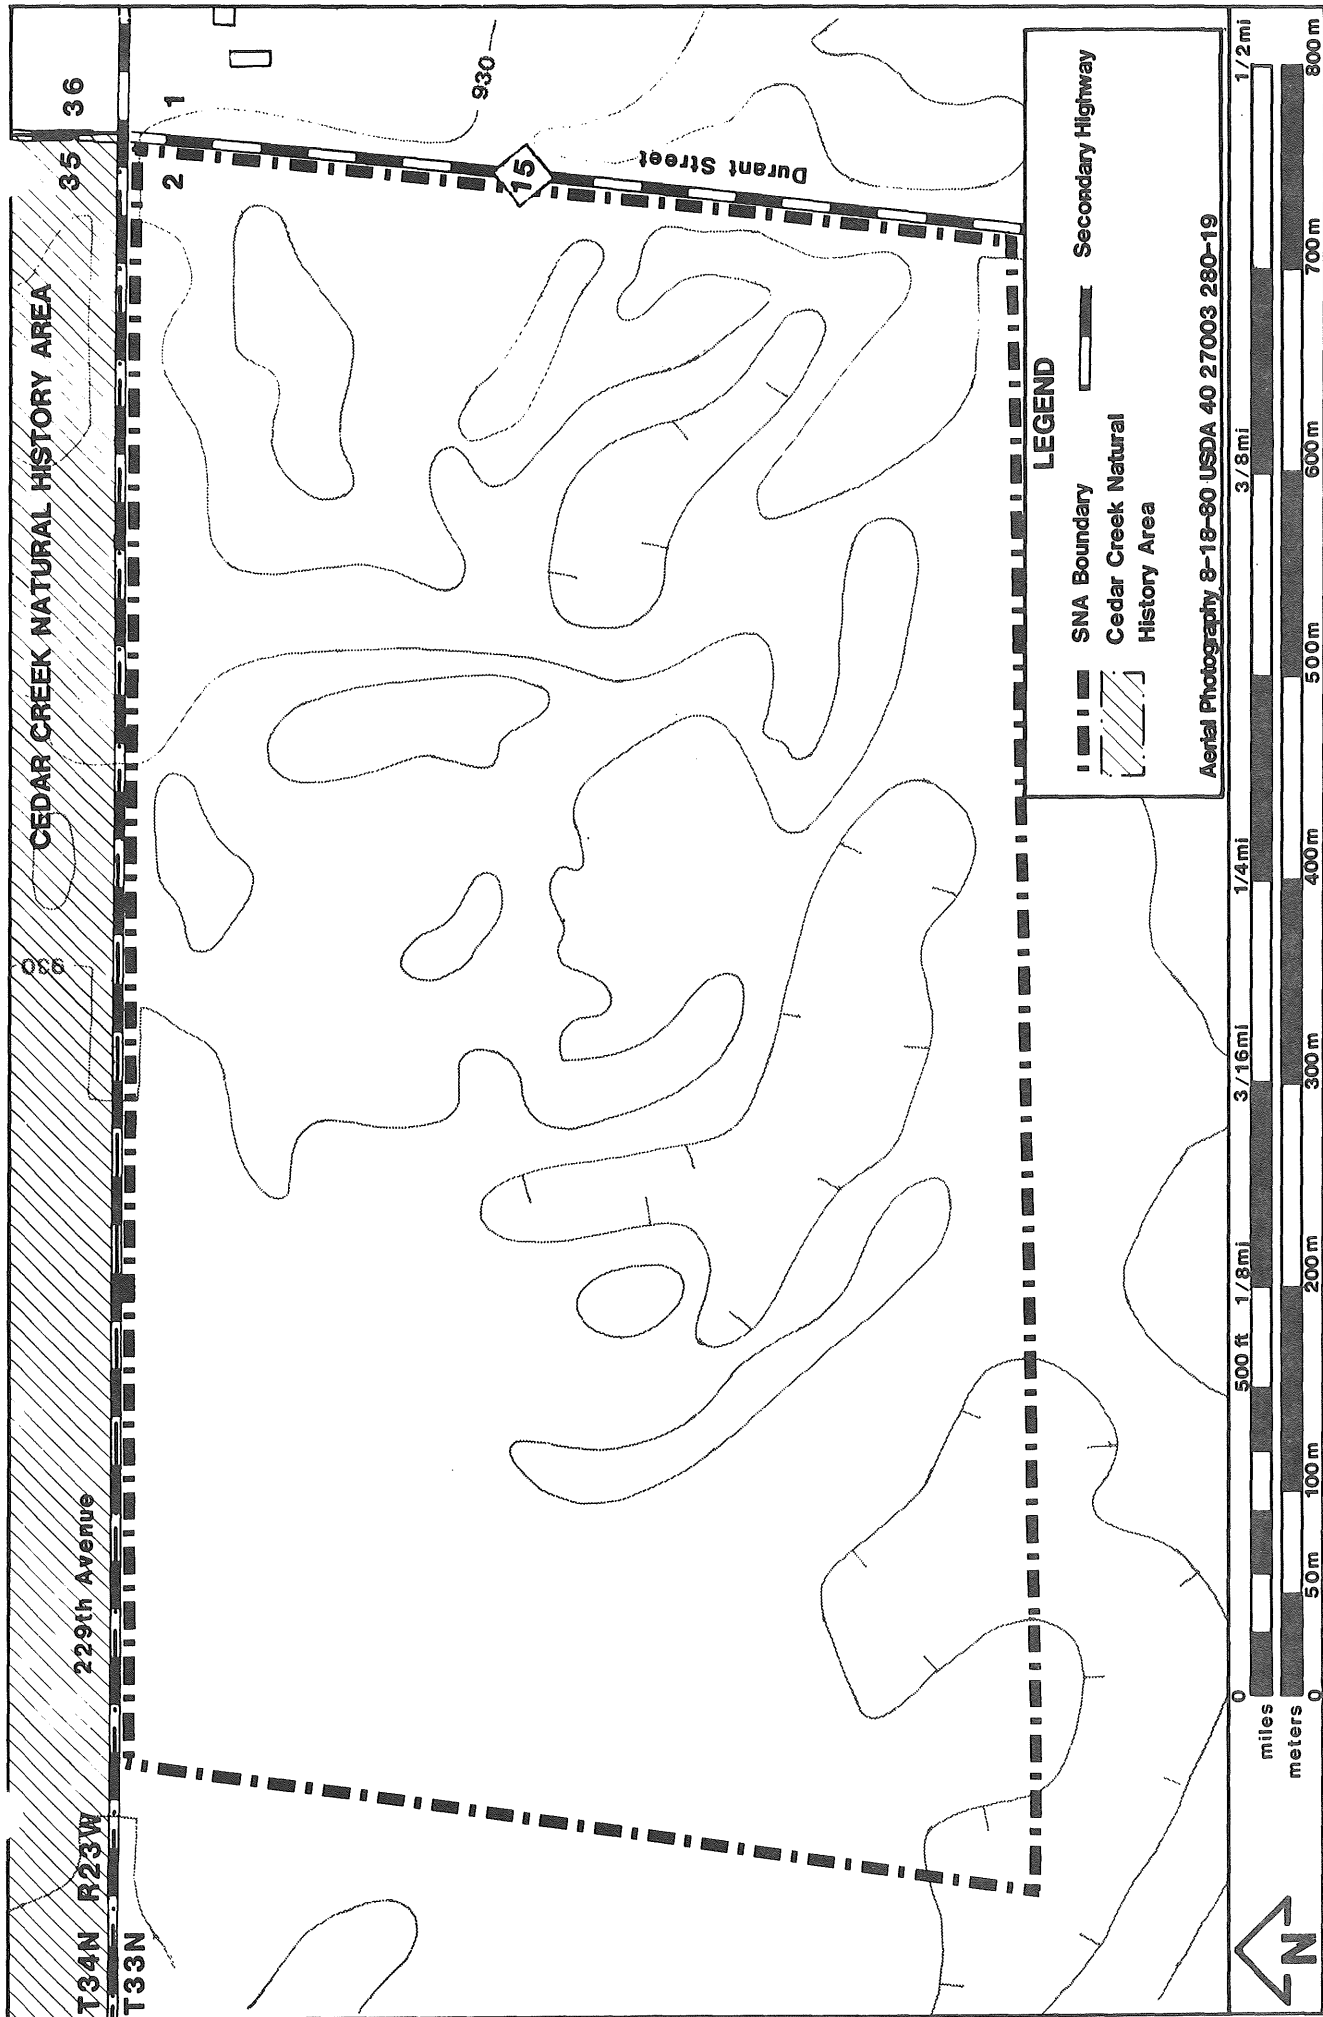 T34N R23W
T33N
229th Avenue
CEDAR CREEK NATURAL HISTORY AREA
930
35 36
2 1
930
15
Durant Street
LEGEND
SNA Boundary
Secondary Highway
Cedar Creek Natural
History Area
Aerial Photography 8-18-80 USDA 40 27003 280-19
N
miles
0 500 ft 1/8mi 3/16mi 1/4mi 3/8mi 1/2mi
meters
0 50m 100m 200m 300m 400m 500m 600m 700m 800m